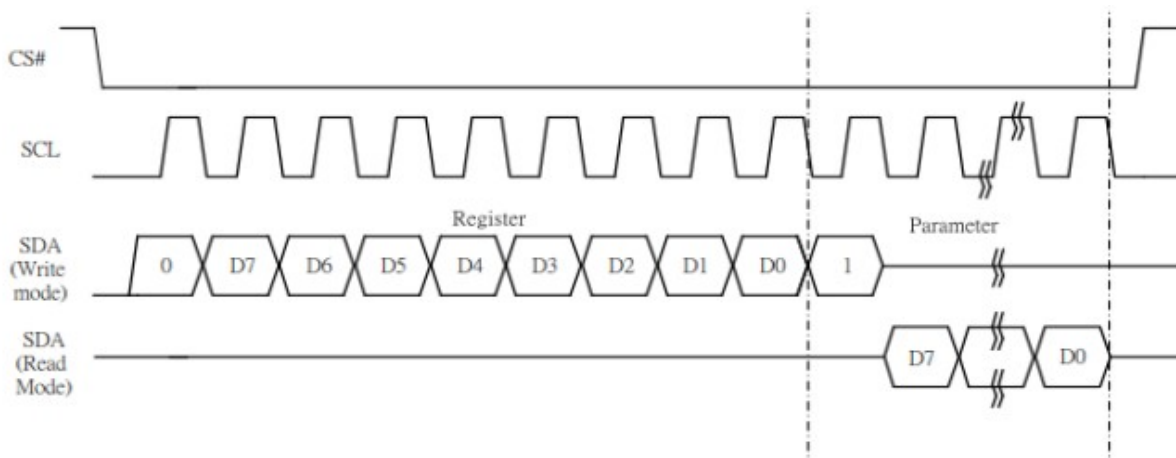 CS#
SCL
Register
Parameter
SDA
(Write
mode)
0 D7 D6 D5 D4 D3 D2 D1 D0 1
SDA
(Read
Mode)
D7 D0